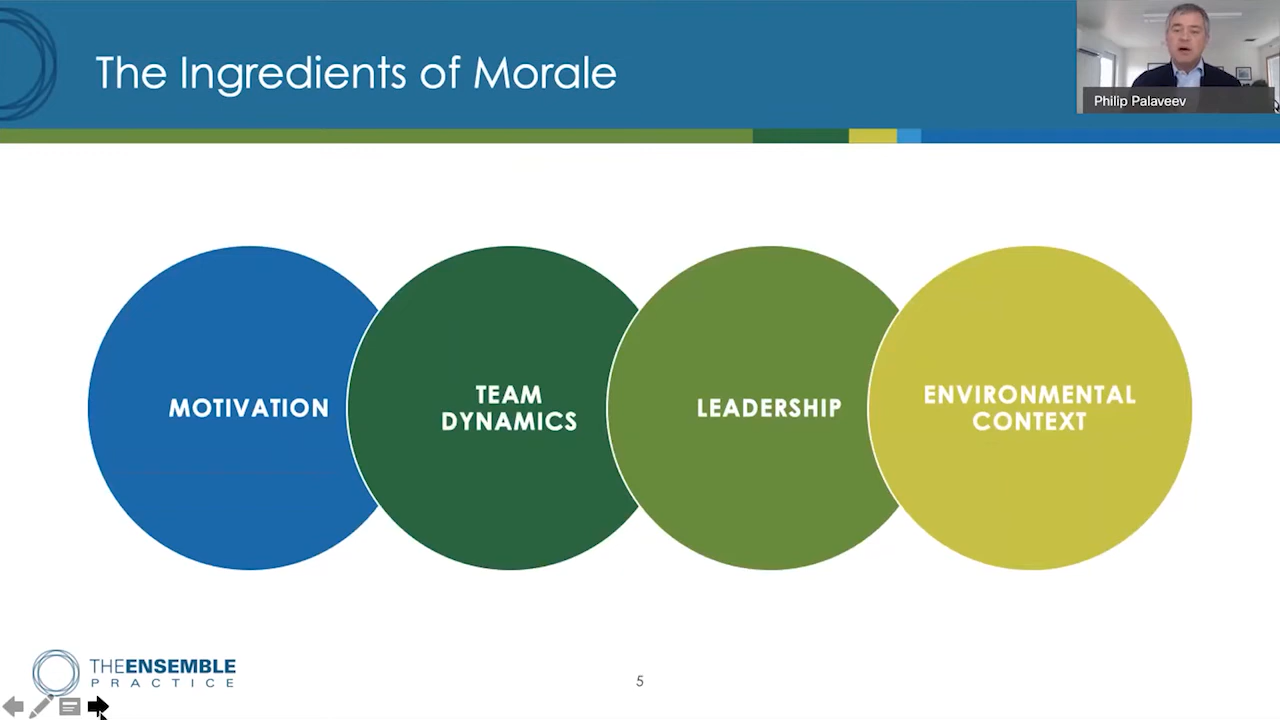 The Ingredients of Morale
Philip Palaveev
MOTIVATION
TEAM
DYNAMICS
LEADERSHIP
ENVIRONMENTAL
CONTEXT
THEENSEMBLE
PRACTICE
5